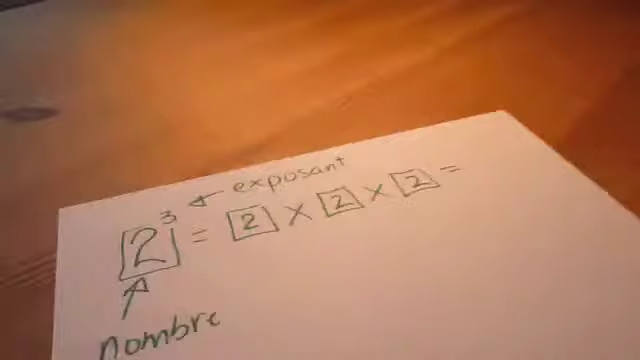 exposant
2³ = 2 × 2 × 2 =
nombre